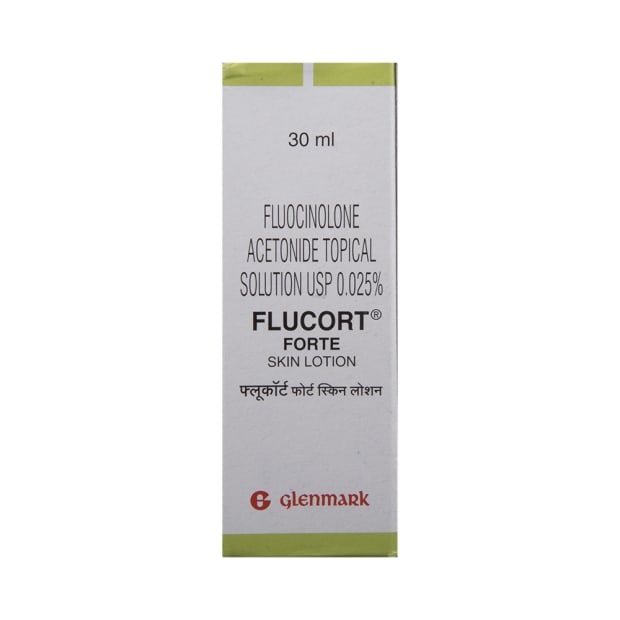 30 ml
FLUOCINOLONE
ACETONIDE TOPICAL
SOLUTION USP 0.025%
FLUCORT®
FORTE
SKIN LOTION
फ्लूकॉर्ट फोर्ट स्किन लोशन
G glenmark